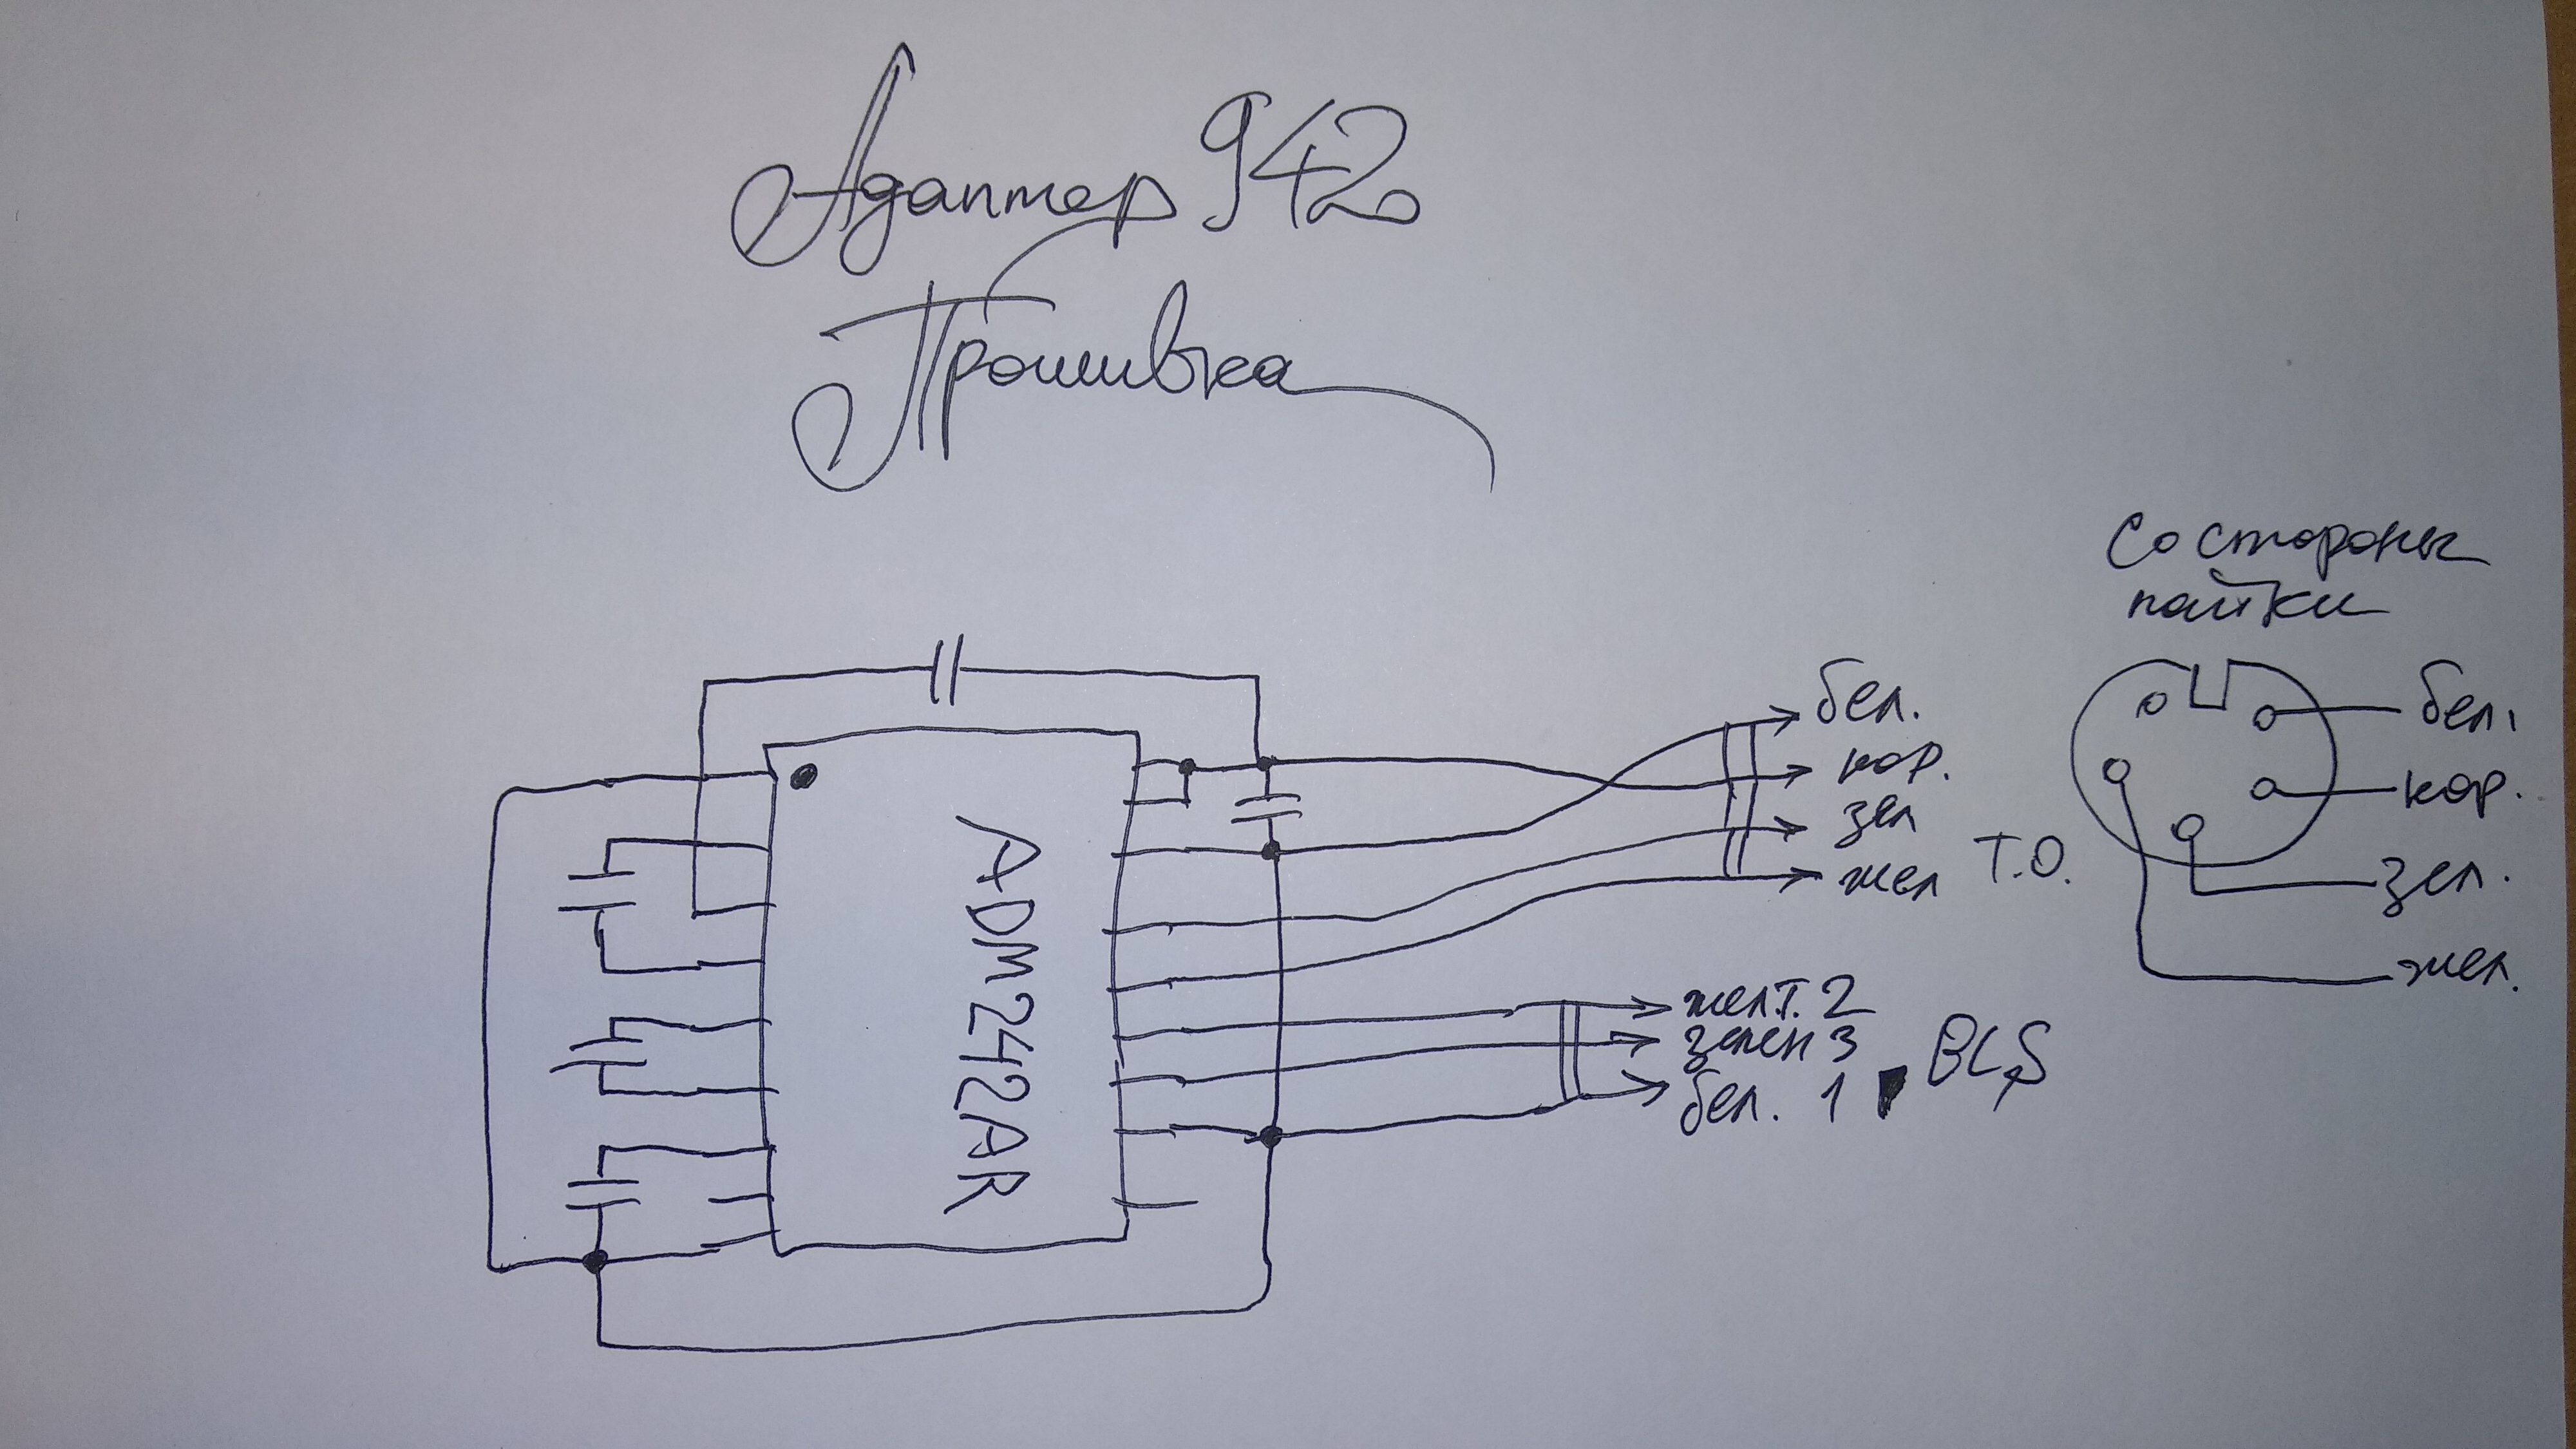 Адаптер 942
Прошивка
ADM242AR
Со стороны
пайки
бел.
кор.
зел
жел
Т.О.
жел. 2
зелен 3
бел. 1
BLS
бел.
кор.
зел.
жел.